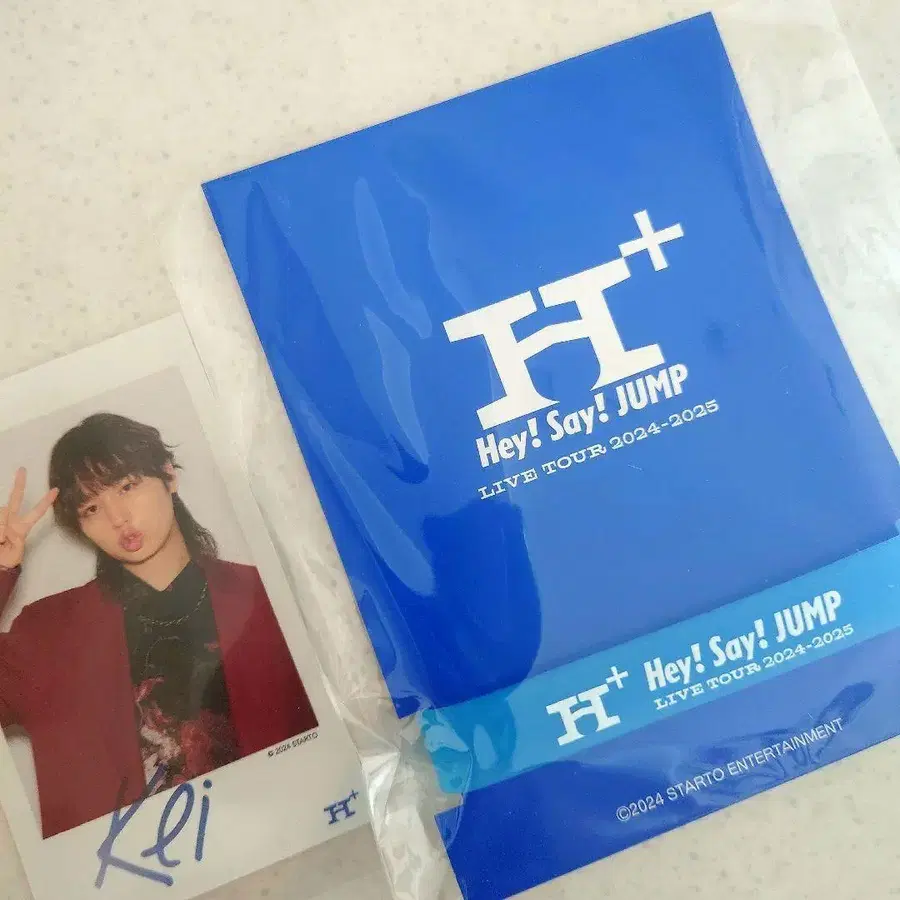 H+
Hey! Say! JUMP
LIVE TOUR 2024-2025
H+
Hey! Say! JUMP
LIVE TOUR 2024-2025
©2024 STARTO ENTERTAINMENT
© 2024 STARTO
Kei
H+